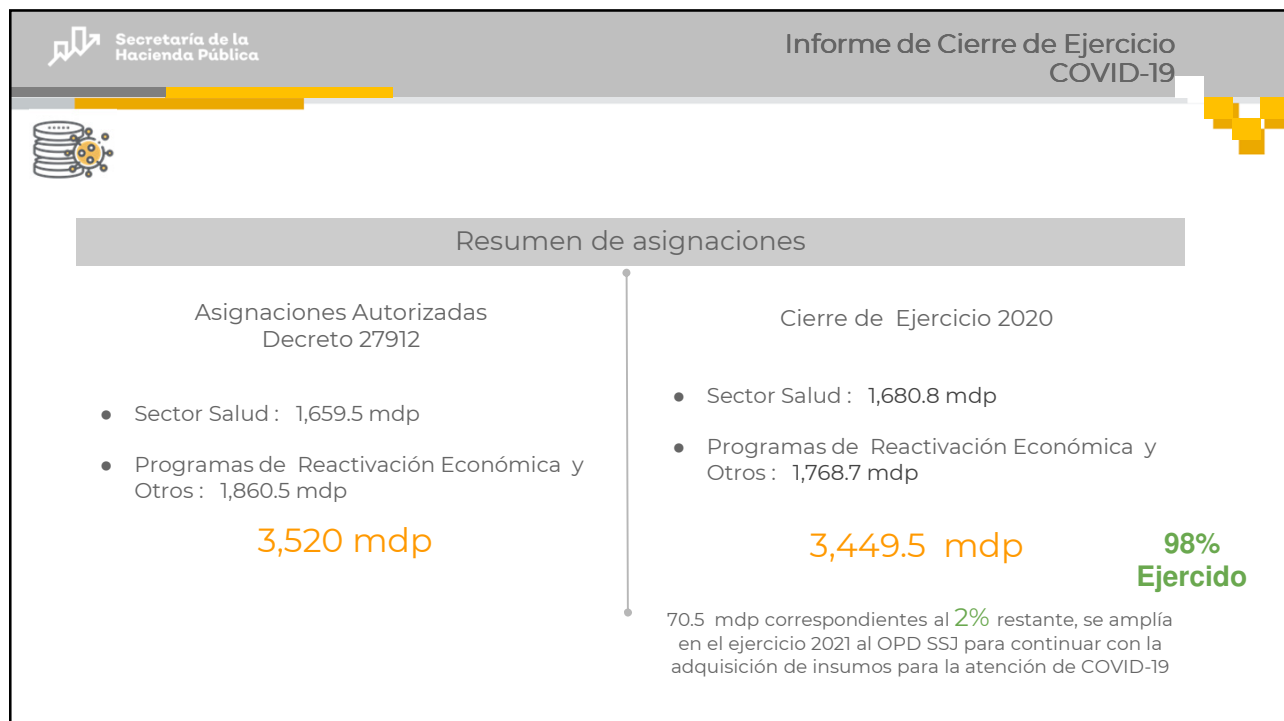 Secretaría de la
Hacienda Pública
Informe de Cierre de Ejercicio
COVID-19
Resumen de asignaciones
Asignaciones Autorizadas
Decreto 27912
● Sector Salud : 1,659.5 mdp
● Programas de Reactivación Económica y
Otros : 1,860.5 mdp
3,520 mdp
Cierre de Ejercicio 2020
● Sector Salud : 1,680.8 mdp
● Programas de Reactivación Económica y
Otros : 1,768.7 mdp
3,449.5 mdp
98%
Ejercido
70.5 mdp correspondientes al 2% restante, se amplía
en el ejercicio 2021 al OPD SSJ para continuar con la
adquisición de insumos para la atención de COVID-19